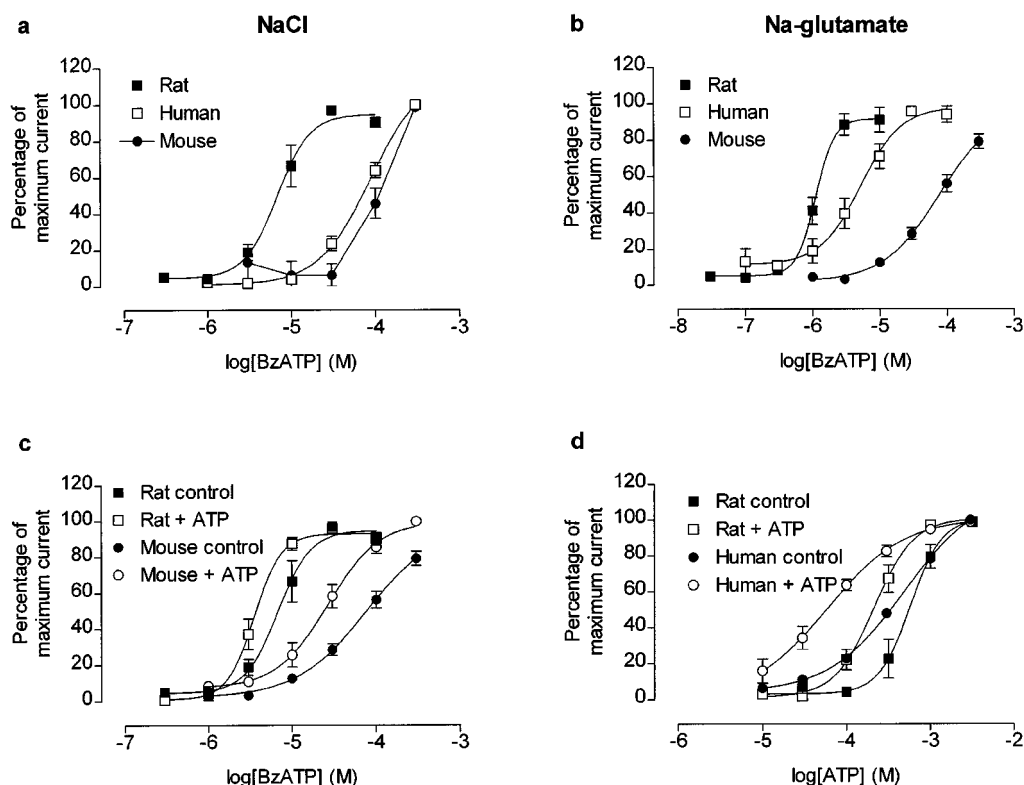 a
NaCl
120
100
80
60
40
20
0
Percentage of
maximum current
Rat
Human
Mouse
-7
-6
-5
-4
-3
log[BzATP] (M)
b
Na-glutamate
120
100
80
60
40
20
0
Percentage of
maximum current
Rat
Human
Mouse
-8
-7
-6
-5
-4
-3
log[BzATP] (M)
c
120
100
80
60
40
20
0
Percentage of
maximum current
Rat control
Rat + ATP
Mouse control
Mouse + ATP
-7
-6
-5
-4
-3
log[BzATP] (M)
d
120
100
80
60
40
20
0
Percentage of
maximum current
Rat control
Rat + ATP
Human control
Human + ATP
-6
-5
-4
-3
-2
log[ATP] (M)